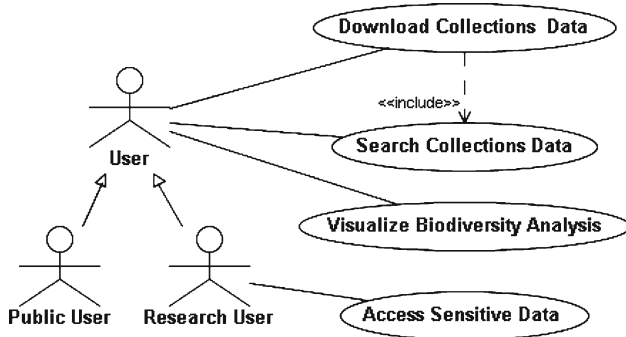 Download Collections Data
<<include>>
Search Collections Data
User
Visualize Biodiversity Analysis
Public User
Research User
Access Sensitive Data